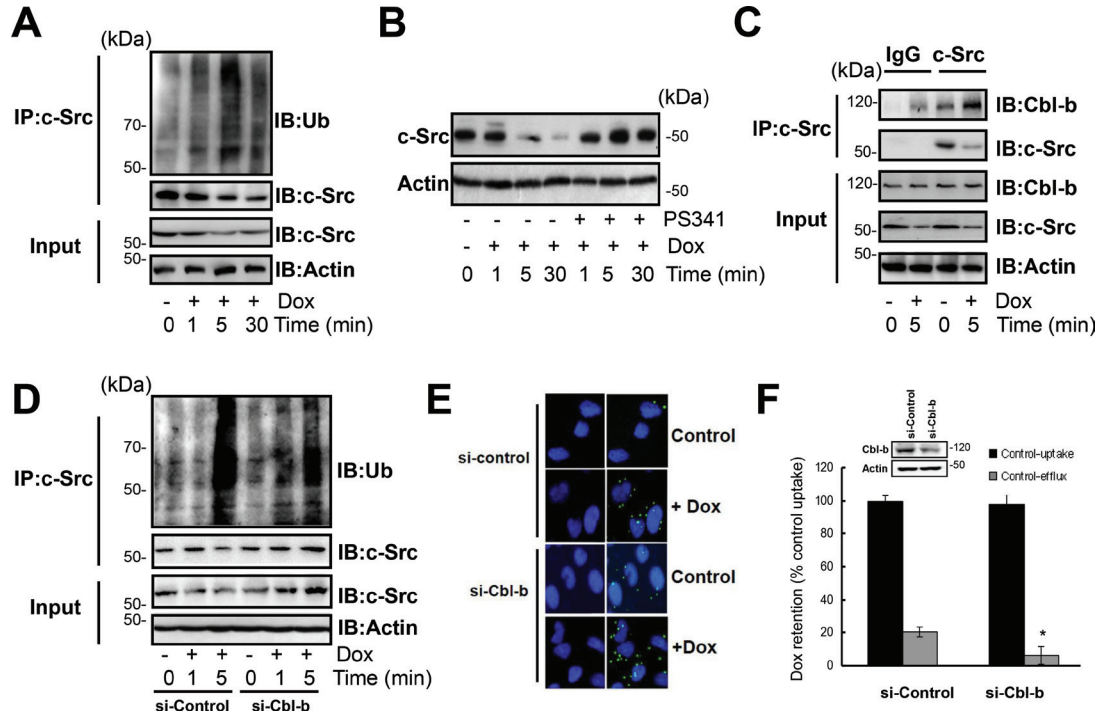 A
(kDa)
IP:c-Src
70-
IB:Ub
IB:c-Src
Input
50-
IB:c-Src
50-
IB:Actin
- + + + Dox
0 1 5 30 Time (min)
B
(kDa)
c-Src
-50
Actin
-50
- - - - + + + PS341
- + + + + + + Dox
0 1 5 30 1 5 30 Time (min)
C
IgG c-Src
(kDa)
IP:c-Src
120-
IB:Cbl-b
50-
IB:c-Src
Input
120-
IB:Cbl-b
50-
IB:c-Src
50-
IB:Actin
- + - + Dox
0 5 0 5 Time (min)
D
(kDa)
IP:c-Src
70-
50-
IB:Ub
50-
IB:c-Src
Input
50-
IB:c-Src
50-
IB:Actin
- + + - + + Dox
0 1 5 0 1 5 Time (min)
si-Control si-Cbl-b
E
si-control
Control
+ Dox
si-Cbl-b
Control
+Dox
F
si-Control
si-Cbl-b
Cbl-b
-120
Actin
-50
Control-uptake
Control-efflux
Dox retention (% control uptake)
120
100
80
60
40
20
0
*
si-Control si-Cbl-b